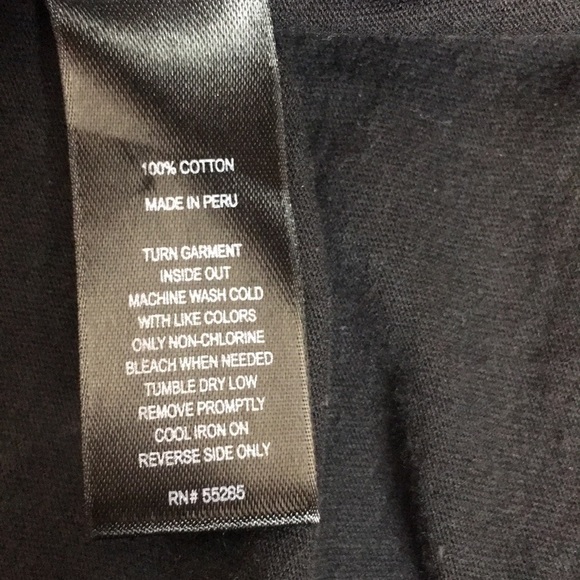 100% COTTON
MADE IN PERU
TURN GARMENT
INSIDE OUT
MACHINE WASH COLD
WITH LIKE COLORS
ONLY NON-CHLORINE
BLEACH WHEN NEEDED
TUMBLE DRY LOW
REMOVE PROMPTLY
COOL IRON ON
REVERSE SIDE ONLY
RN# 55285